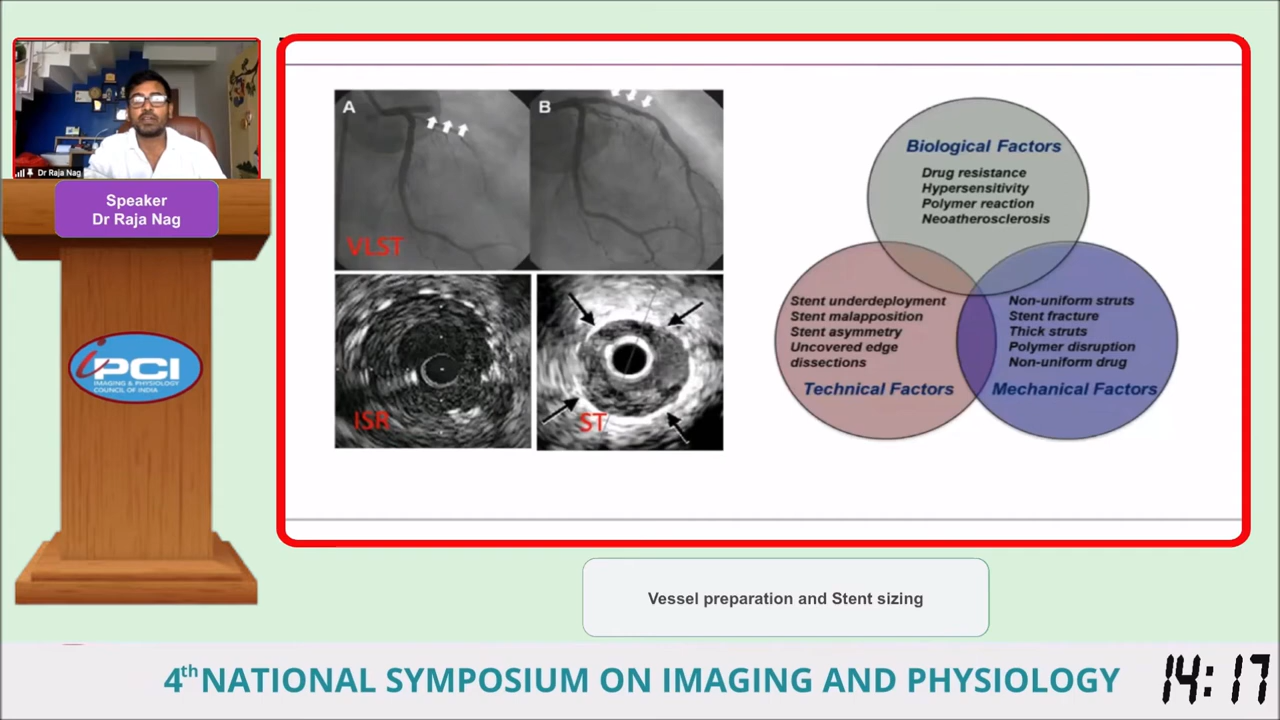 Dr Raja Nag
Speaker
Dr Raja Nag
iPCI
IMAGING & PHYSIOLOGY
COUNCIL OF INDIA
A
B
VLST
ISR
ST
Biological Factors
Drug resistance
Hypersensitivity
Polymer reaction
Neoatherosclerosis
Stent underdeployment
Stent malapposition
Stent asymmetry
Uncovered edge
dissections
Technical Factors
Non-uniform struts
Stent fracture
Thick struts
Polymer disruption
Non-uniform drug
Mechanical Factors
Vessel preparation and Stent sizing
4th NATIONAL SYMPOSIUM ON IMAGING AND PHYSIOLOGY
14:17